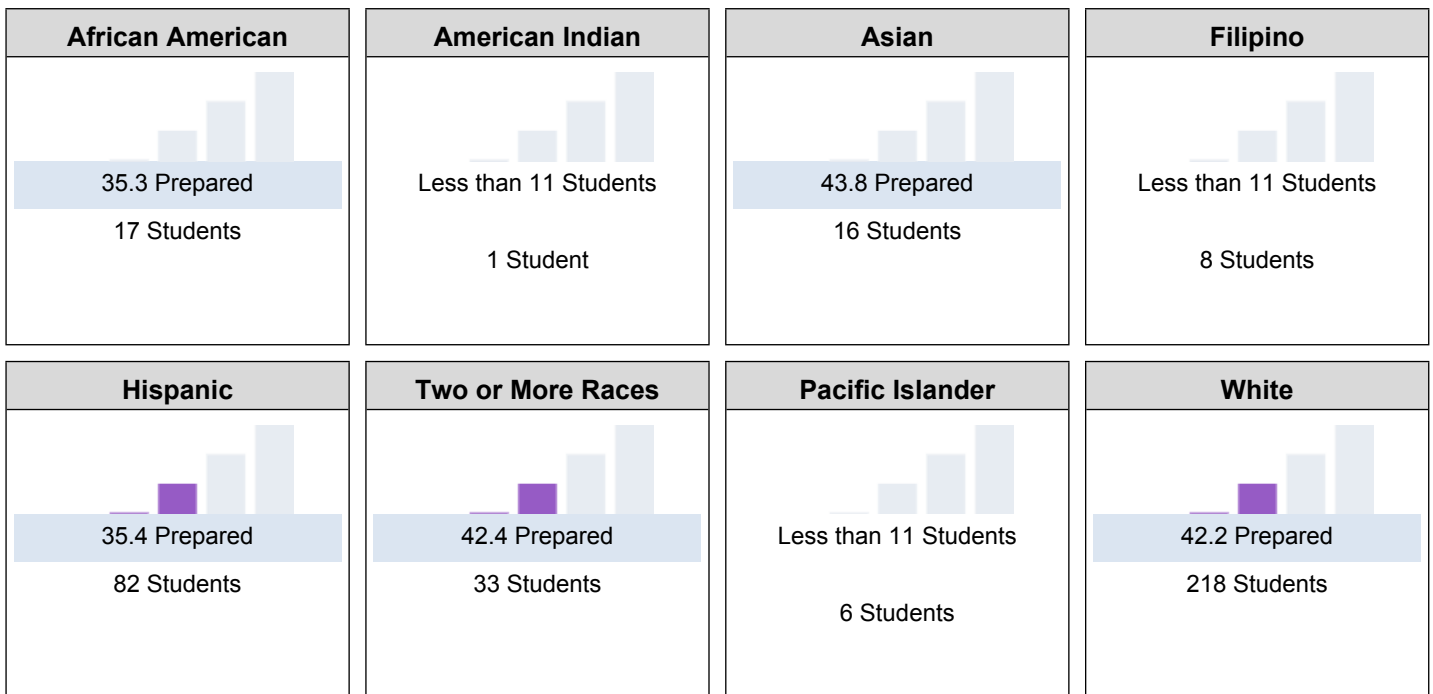 African American
35.3 Prepared
17 Students
American Indian
Less than 11 Students
1 Student
Asian
43.8 Prepared
16 Students
Filipino
Less than 11 Students
8 Students
Hispanic
35.4 Prepared
82 Students
Two or More Races
42.4 Prepared
33 Students
Pacific Islander
Less than 11 Students
6 Students
White
42.2 Prepared
218 Students